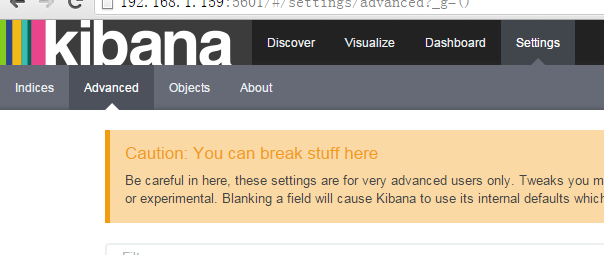 192.168.1.159:5601/#/settings/advanced?_g=()
kibana
Discover Visualize Dashboard Settings
Indices Advanced Objects About
Caution: You can break stuff here
Be careful in here, these settings are for very advanced users only. Tweaks you m
or experimental. Blanking a field will cause Kibana to use its internal defaults which